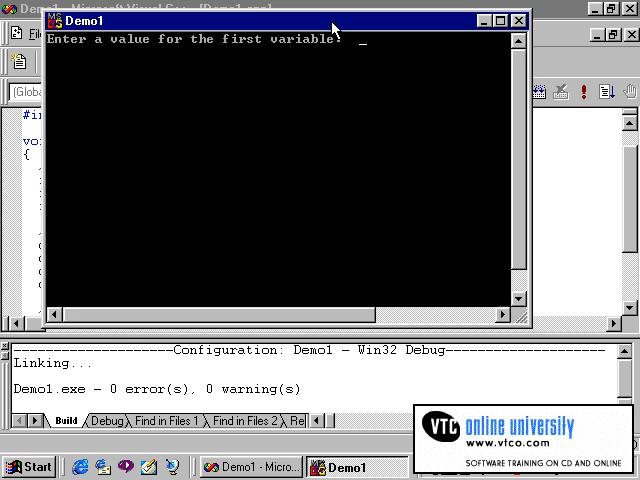 Demo1
Enter a value for the first variable:
{
Configuration: Demo1 - Win32 Debug
Linking...
Demo1.exe - 0 error(s), 0 warning(s)
Build Debug Find in Files 1 Find in Files 2 Re
VTC online university
www.vtco.com
SOFTWARE TRAINING ON CD AND ONLINE
Start Demo1 - Micro... Demo1